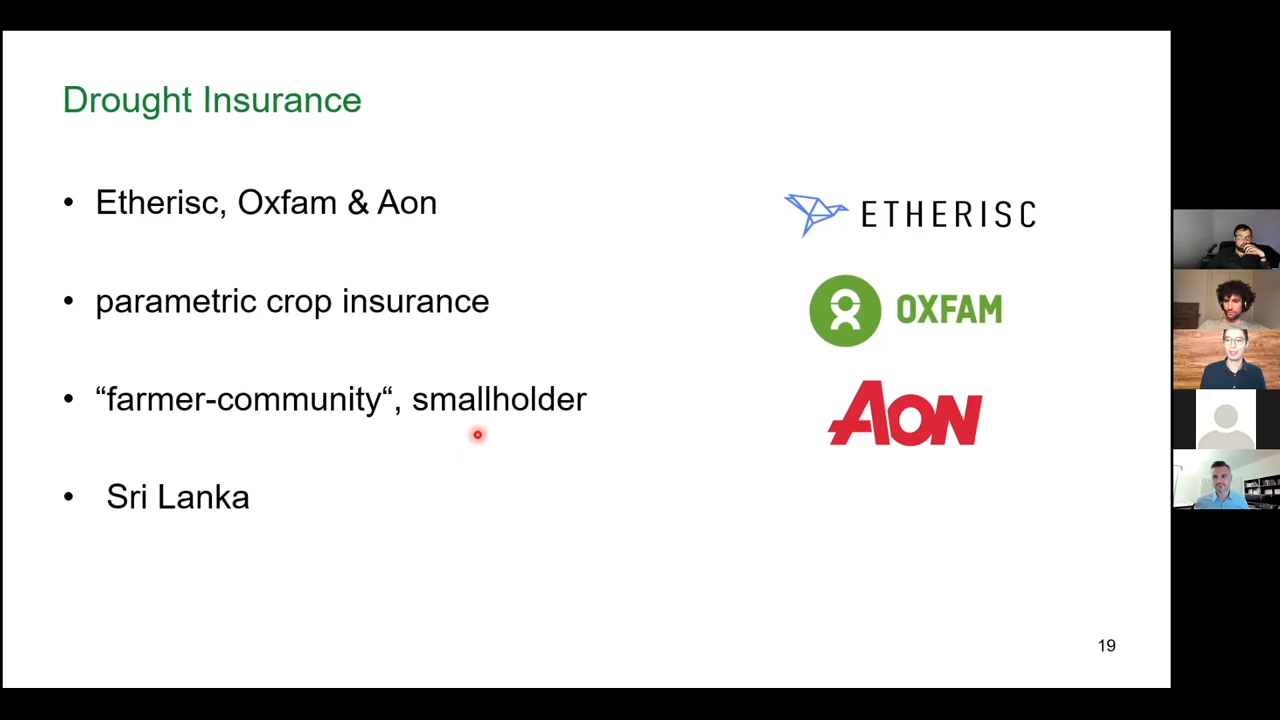 Drought Insurance
• Etherisc, Oxfam & Aon
• parametric crop insurance
• “farmer-community“, smallholder
• Sri Lanka
ETHERISC
OXFAM
AON
19